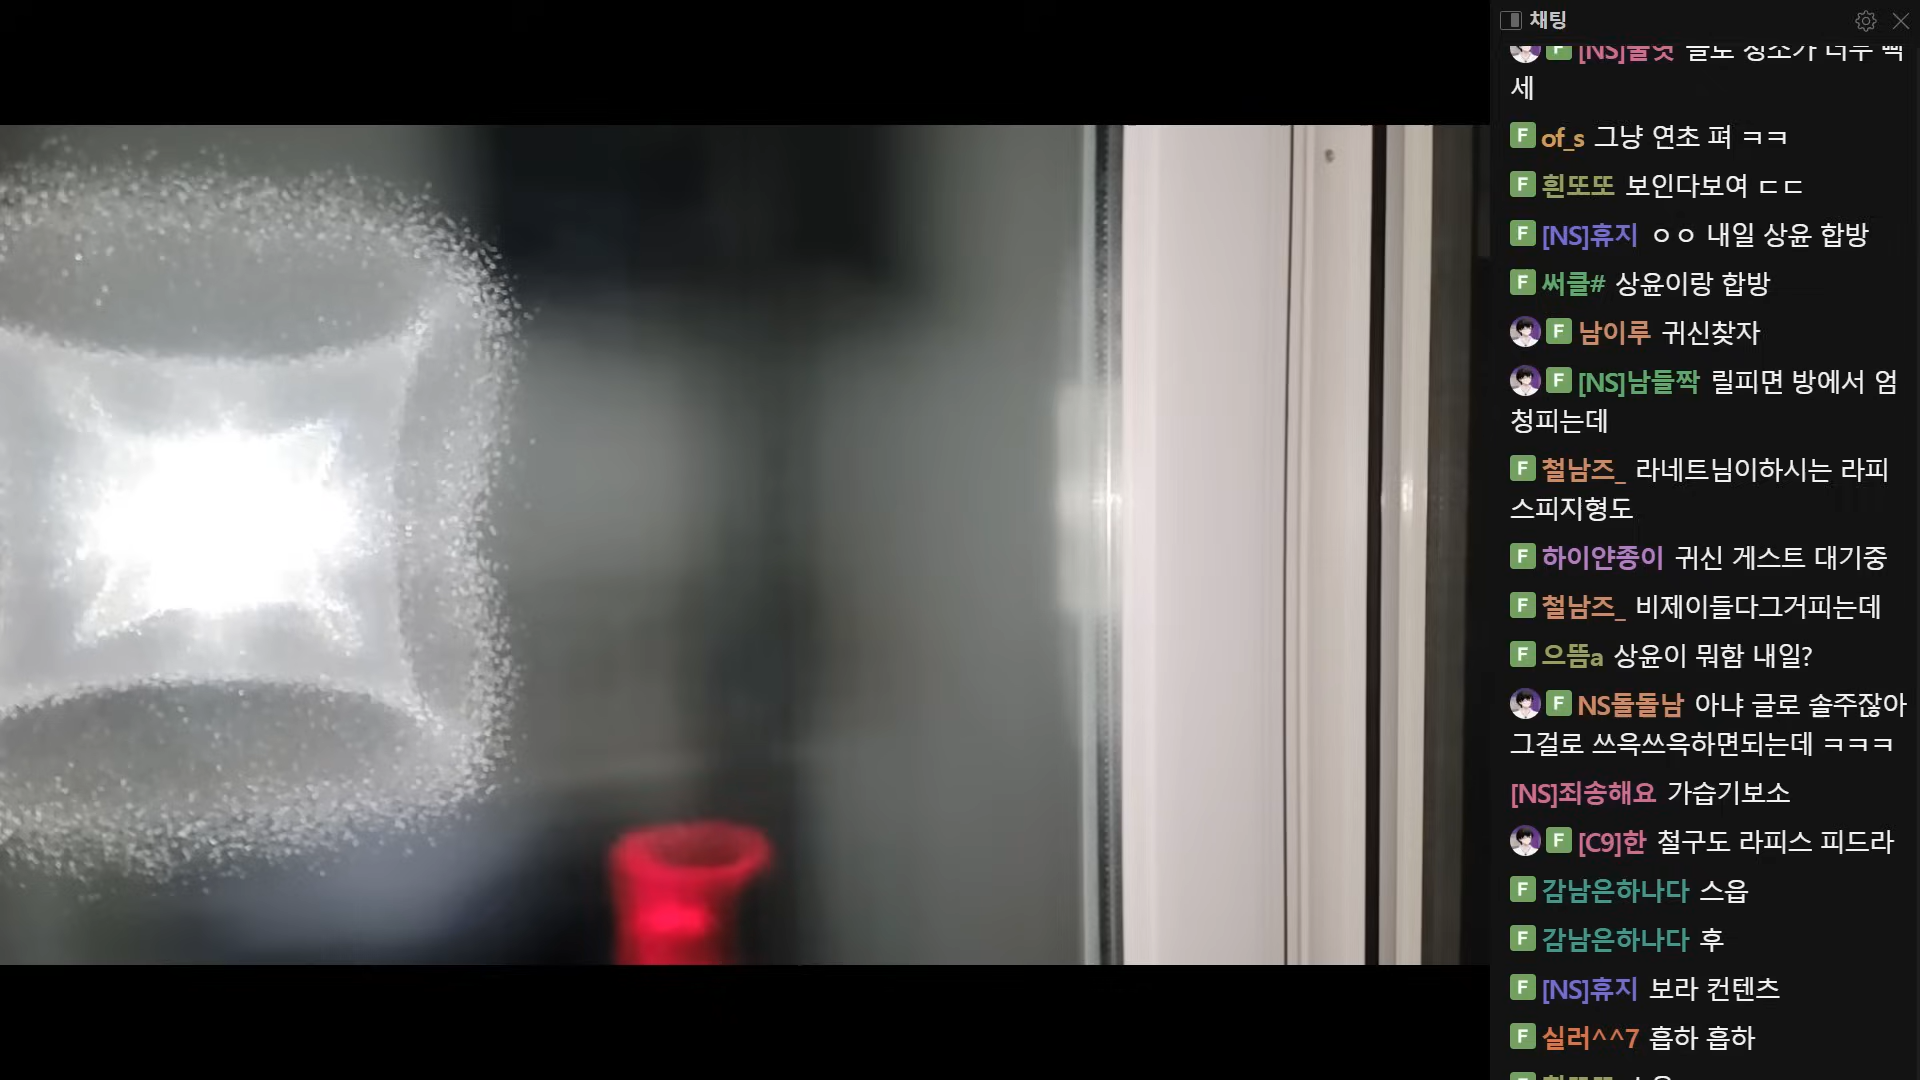 채팅
세
F of_s 그냥 연초 펴 ㅋㅋ
F 흰또또 보인다보여 ㄷㄷ
F [NS]휴지 ㅇㅇ 내일 상윤 합방
F 써클# 상윤이랑 합방
F 남이루 귀신찾자
F [NS]남들짝 릴피면 방에서 엄
청피는데
F 철남즈_ 라네트님이하시는 라피
스피지형도
F 하이얀종이 귀신 게스트 대기중
F 철남즈_ 비제이들다그거피는데
F 으뜸a 상윤이 뭐함 내일?
F NS돌돌남 아냐 글로 솔주잖아
그걸로 쓰윽쓰윽하면되는데 ㅋㅋㅋ
[NS]죄송해요 가습기보소
F [C9]한 철구도 라피스 피드라
F 감남은하나다 스읍
F 감남은하나다 후
F [NS]휴지 보라 컨텐츠
F 실러^^7 흡하 흡하